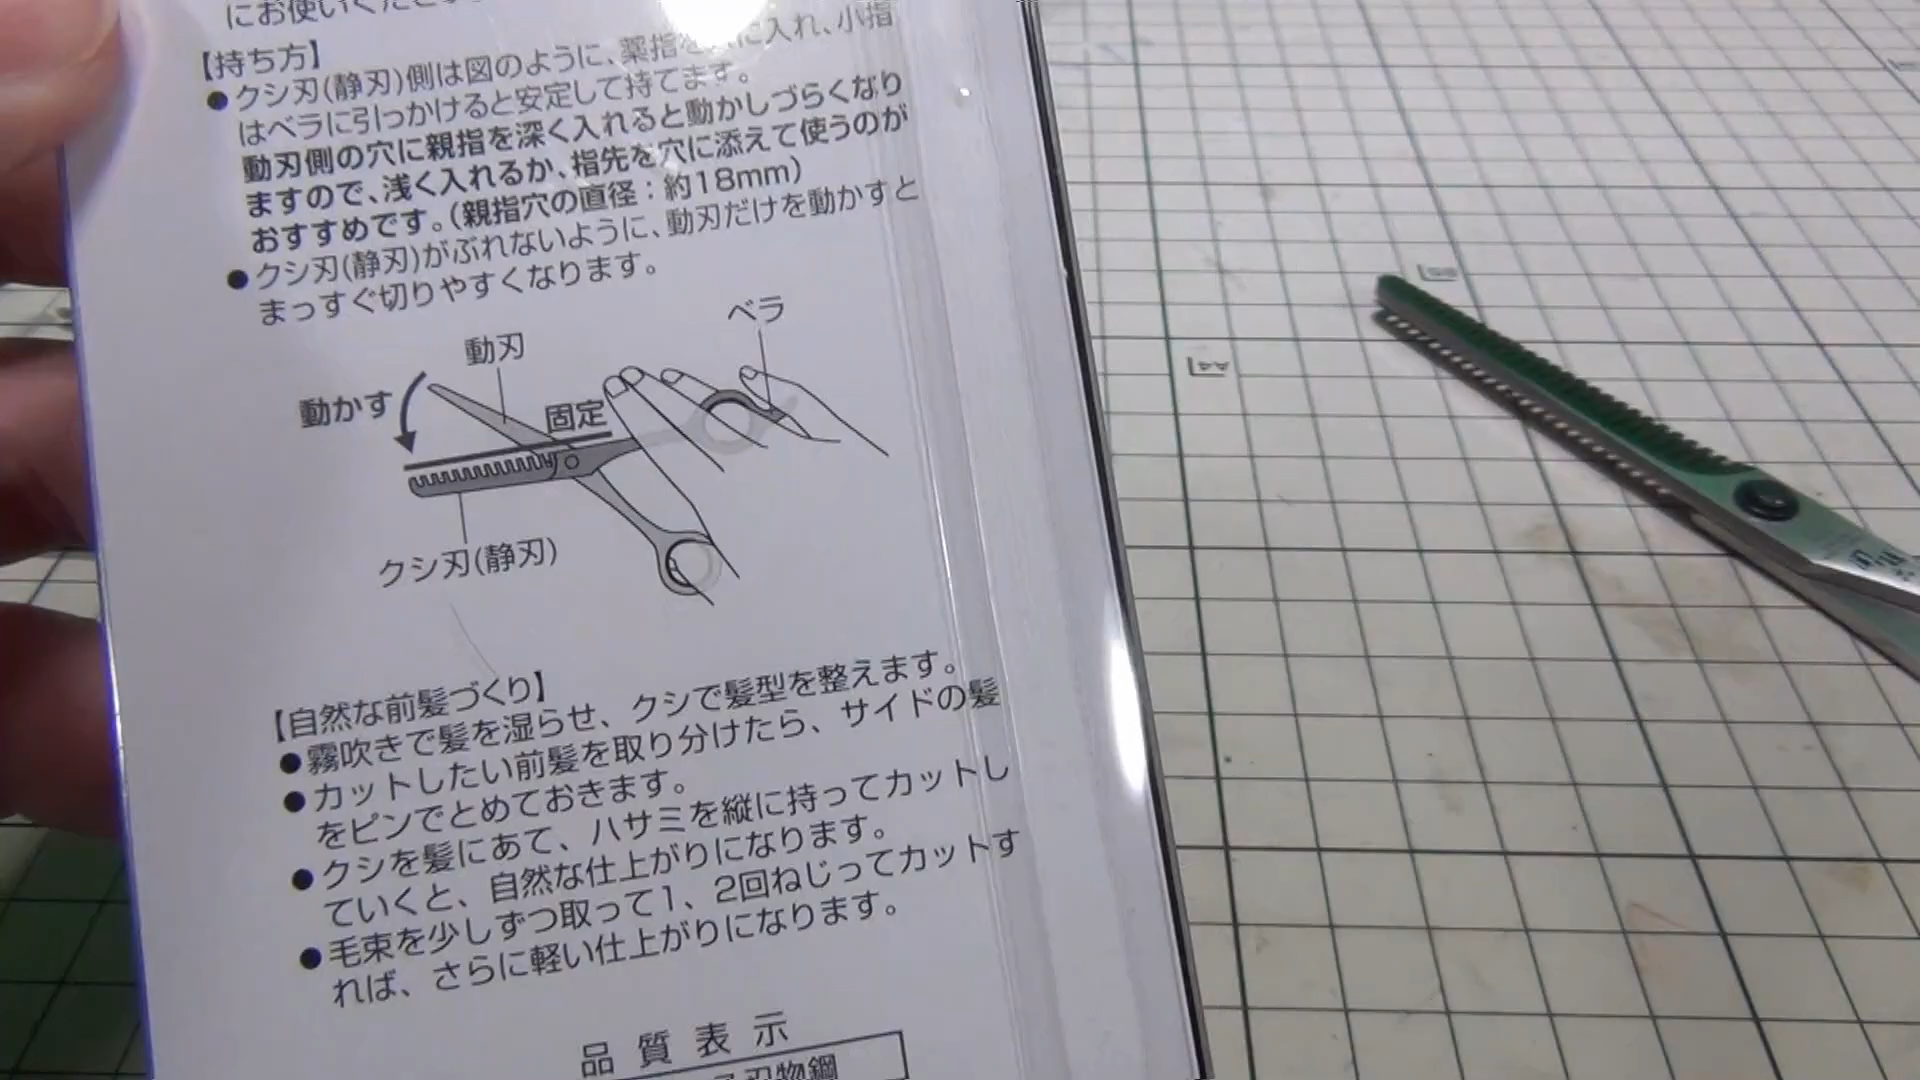 にお使いください
【持ち方】
●クシ刃(静刃)側は図のように、薬指を穴に入れ、小指
はベラに引っかけると安定して持てます。
動刃側の穴に親指を深く入れると動かしづらくなり
ますので、浅く入れるか、指先を穴に添えて使うのが
おすすめです。(親指穴の直径：約18mm)
●クシ刃(静刃)がぶれないように、動刃だけを動かすと
まっすぐ切りやすくなります。
ベラ
動刃
動かす
固定
クシ刃(静刃)
【自然な前髪づくり】
●霧吹きで髪を湿らせ、クシで髪型を整えます。
●カットしたい前髪を取り分けたら、サイドの髪
をピンでとめておきます。
●クシを髪にあて、ハサミを縦に持ってカットし
ていくと、自然な仕上がりになります。
●毛束を少しずつ取って1、2回ねじってカットす
れば、さらに軽い仕上がりになります。
品質表示
刃物鋼
A4